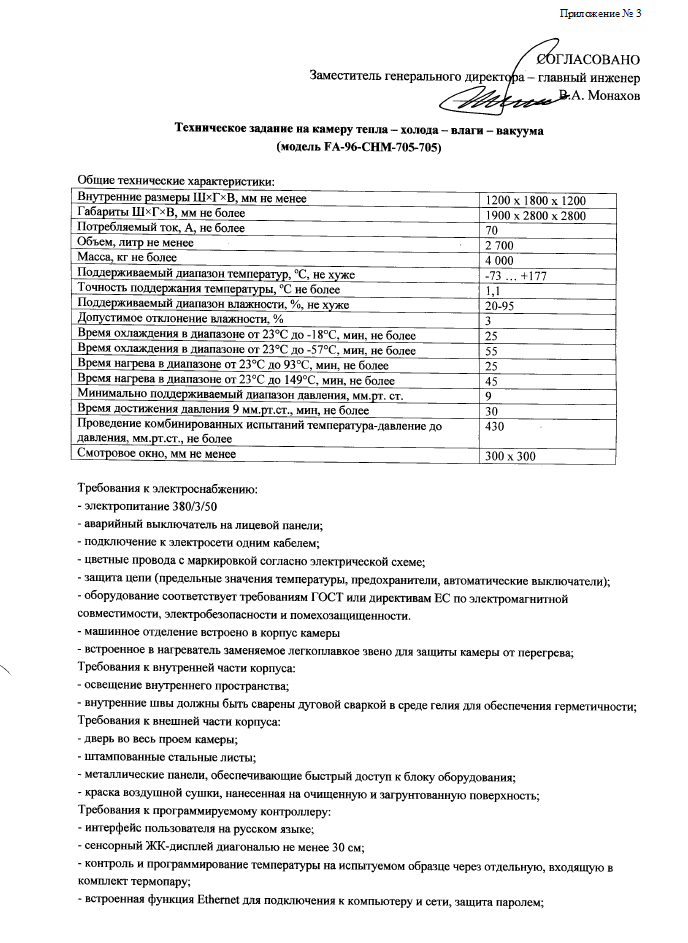 Приложение № 3
СОГЛАСОВАНО
Заместитель генерального директора – главный инженер
В.А. Монахов
Техническое задание на камеру тепла – холода – влаги – вакуума
(модель FA-96-CHM-705-705)
Общие технические характеристики:
Внутренние размеры Ш×Г×В, мм не менее 1200 х 1800 х 1200
Габариты Ш×Г×В, мм не более 1900 х 2800 х 2800
Потребляемый ток, А, не более 70
Объем, литр не менее 2 700
Масса, кг не более 4 000
Поддерживаемый диапазон температур, °С, не хуже -73 … +177
Точность поддержания температуры, °С не более 1,1
Поддерживаемый диапазон влажности, %, не хуже 20-95
Допустимое отклонение влажности, % 3
Время охлаждения в диапазоне от 23°С до -18°С, мин, не более 25
Время охлаждения в диапазоне от 23°С до -57°С, мин, не более 55
Время нагрева в диапазоне от 23°С до 93°С, мин, не более 25
Время нагрева в диапазоне от 23°С до 149°С, мин, не более 45
Минимально поддерживаемый диапазон давления, мм.рт. ст. 9
Время достижения давления 9 мм.рт.ст., мин, не более 30
Проведение комбинированных испытаний температура-давление до 430
давления, мм.рт.ст., не более
Смотровое окно, мм не менее 300 х 300
Требования к электроснабжению:
- электропитание 380/3/50
- аварийный выключатель на лицевой панели;
- подключение к электросети одним кабелем;
- цветные провода с маркировкой согласно электрической схеме;
- защита цепи (предельные значения температуры, предохранители, автоматические выключатели);
- оборудование соответствует требованиям ГОСТ или директивам ЕС по электромагнитной
совместимости, электробезопасности и помехозащищенности.
- машинное отделение встроено в корпус камеры
- встроенное в нагреватель заменяемое легкоплавкое звено для защиты камеры от перегрева;
Требования к внутренней части корпуса:
- освещение внутреннего пространства;
- внутренние швы должны быть сварены дуговой сваркой в среде гелия для обеспечения герметичности;
Требования к внешней части корпуса:
- дверь во весь проем камеры;
- штампованные стальные листы;
- металлические панели, обеспечивающие быстрый доступ к блоку оборудования;
- краска воздушной сушки, нанесенная на очищенную и загрунтованную поверхность;
Требования к программируемому контроллеру:
- интерфейс пользователя на русском языке;
- сенсорный ЖК-дисплей диагональю не менее 30 см;
- контроль и программирование температуры на испытуемом образце через отдельную, входящую в
комплект термопару;
- встроенная функция Ethernet для подключения к компьютеру и сети, защита паролем;